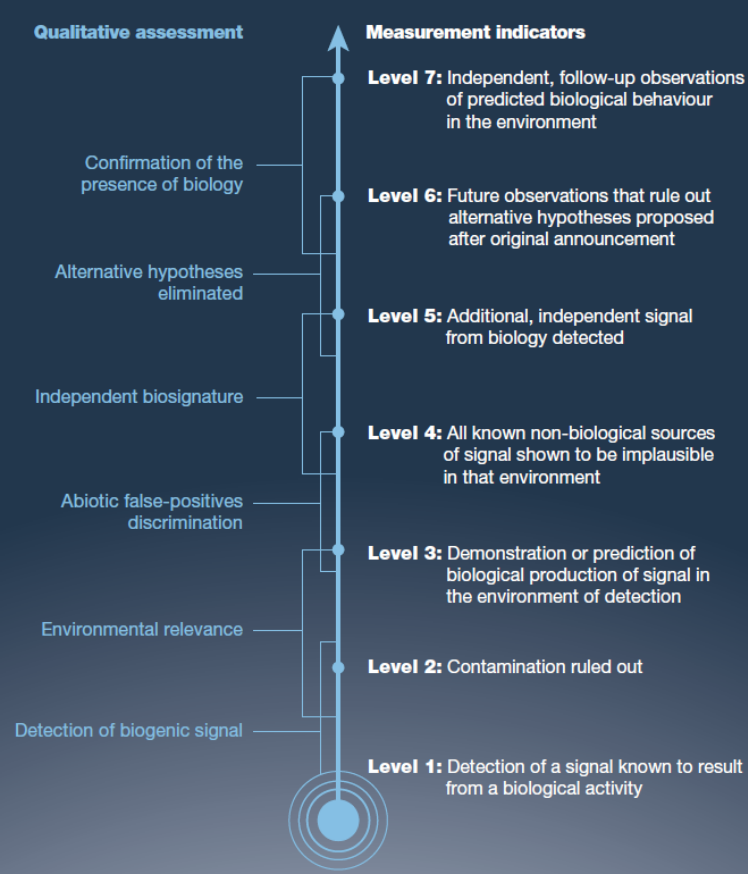 Qualitative assessment
Measurement indicators
Level 7: Independent, follow-up observations
of predicted biological behaviour
in the environment
Confirmation of the
presence of biology
Level 6: Future observations that rule out
alternative hypotheses proposed
after original announcement
Alternative hypotheses
eliminated
Level 5: Additional, independent signal
from biology detected
Independent biosignature
Level 4: All known non-biological sources
of signal shown to be implausible
in that environment
Abiotic false-positives
discrimination
Level 3: Demonstration or prediction of
biological production of signal in
the environment of detection
Environmental relevance
Level 2: Contamination ruled out
Detection of biogenic signal
Level 1: Detection of a signal known to result
from a biological activity